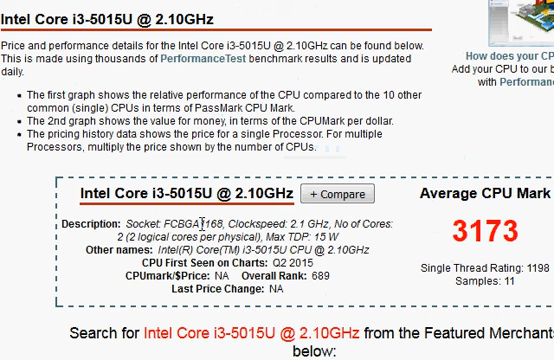 Intel Core i3-5015U @ 2.10GHz
Price and performance details for the Intel Core i3-5015U @ 2.10GHz can be found below.
This is made using thousands of PerformanceTest benchmark results and is updated
daily.
How does your CP
Add your CPU to our b
with Performan
The first graph shows the relative performance of the CPU compared to the 10 other
common (single) CPUs in terms of PassMark CPU Mark.
The 2nd graph shows the value for money, in terms of the CPUMark per dollar.
The pricing history data shows the price for a single Processor. For multiple
Processors, multiply the price shown by the number of CPUs.
Intel Core i3-5015U @ 2.10GHz
+ Compare
Description: Socket: FCBGA1168, Clockspeed: 2.1 GHz, No of Cores:
2 (2 logical cores per physical), Max TDP: 15 W
Other names: Intel(R) Core(TM) i3-5015U CPU @ 2.10GHz
CPU First Seen on Charts: Q2 2015
CPUmark/$Price: NA Overall Rank: 689
Last Price Change: NA
Average CPU Mark
3173
Single Thread Rating: 1198
Samples: 11
Search for Intel Core i3-5015U @ 2.10GHz from the Featured Merchant
below: